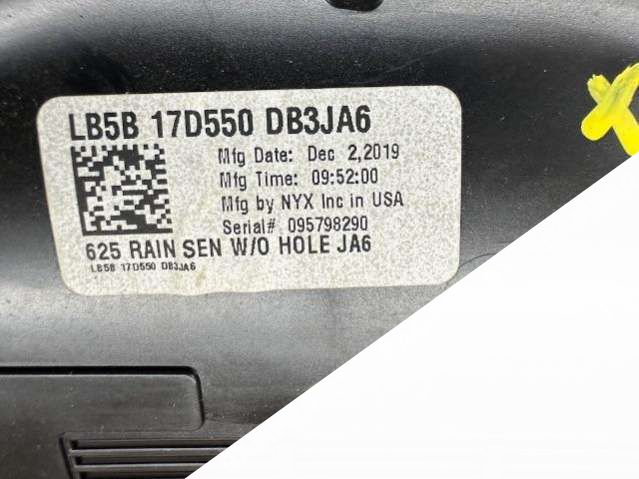 LB5B 17D550 DB3JA6
Mfg Date: Dec 2,2019
Mfg Time: 09:52:00
Mfg by NYX Inc in USA
Serial# 095798290
625 RAIN SEN W/O HOLE JA6
LB5B 17D550 DB3JA6
X